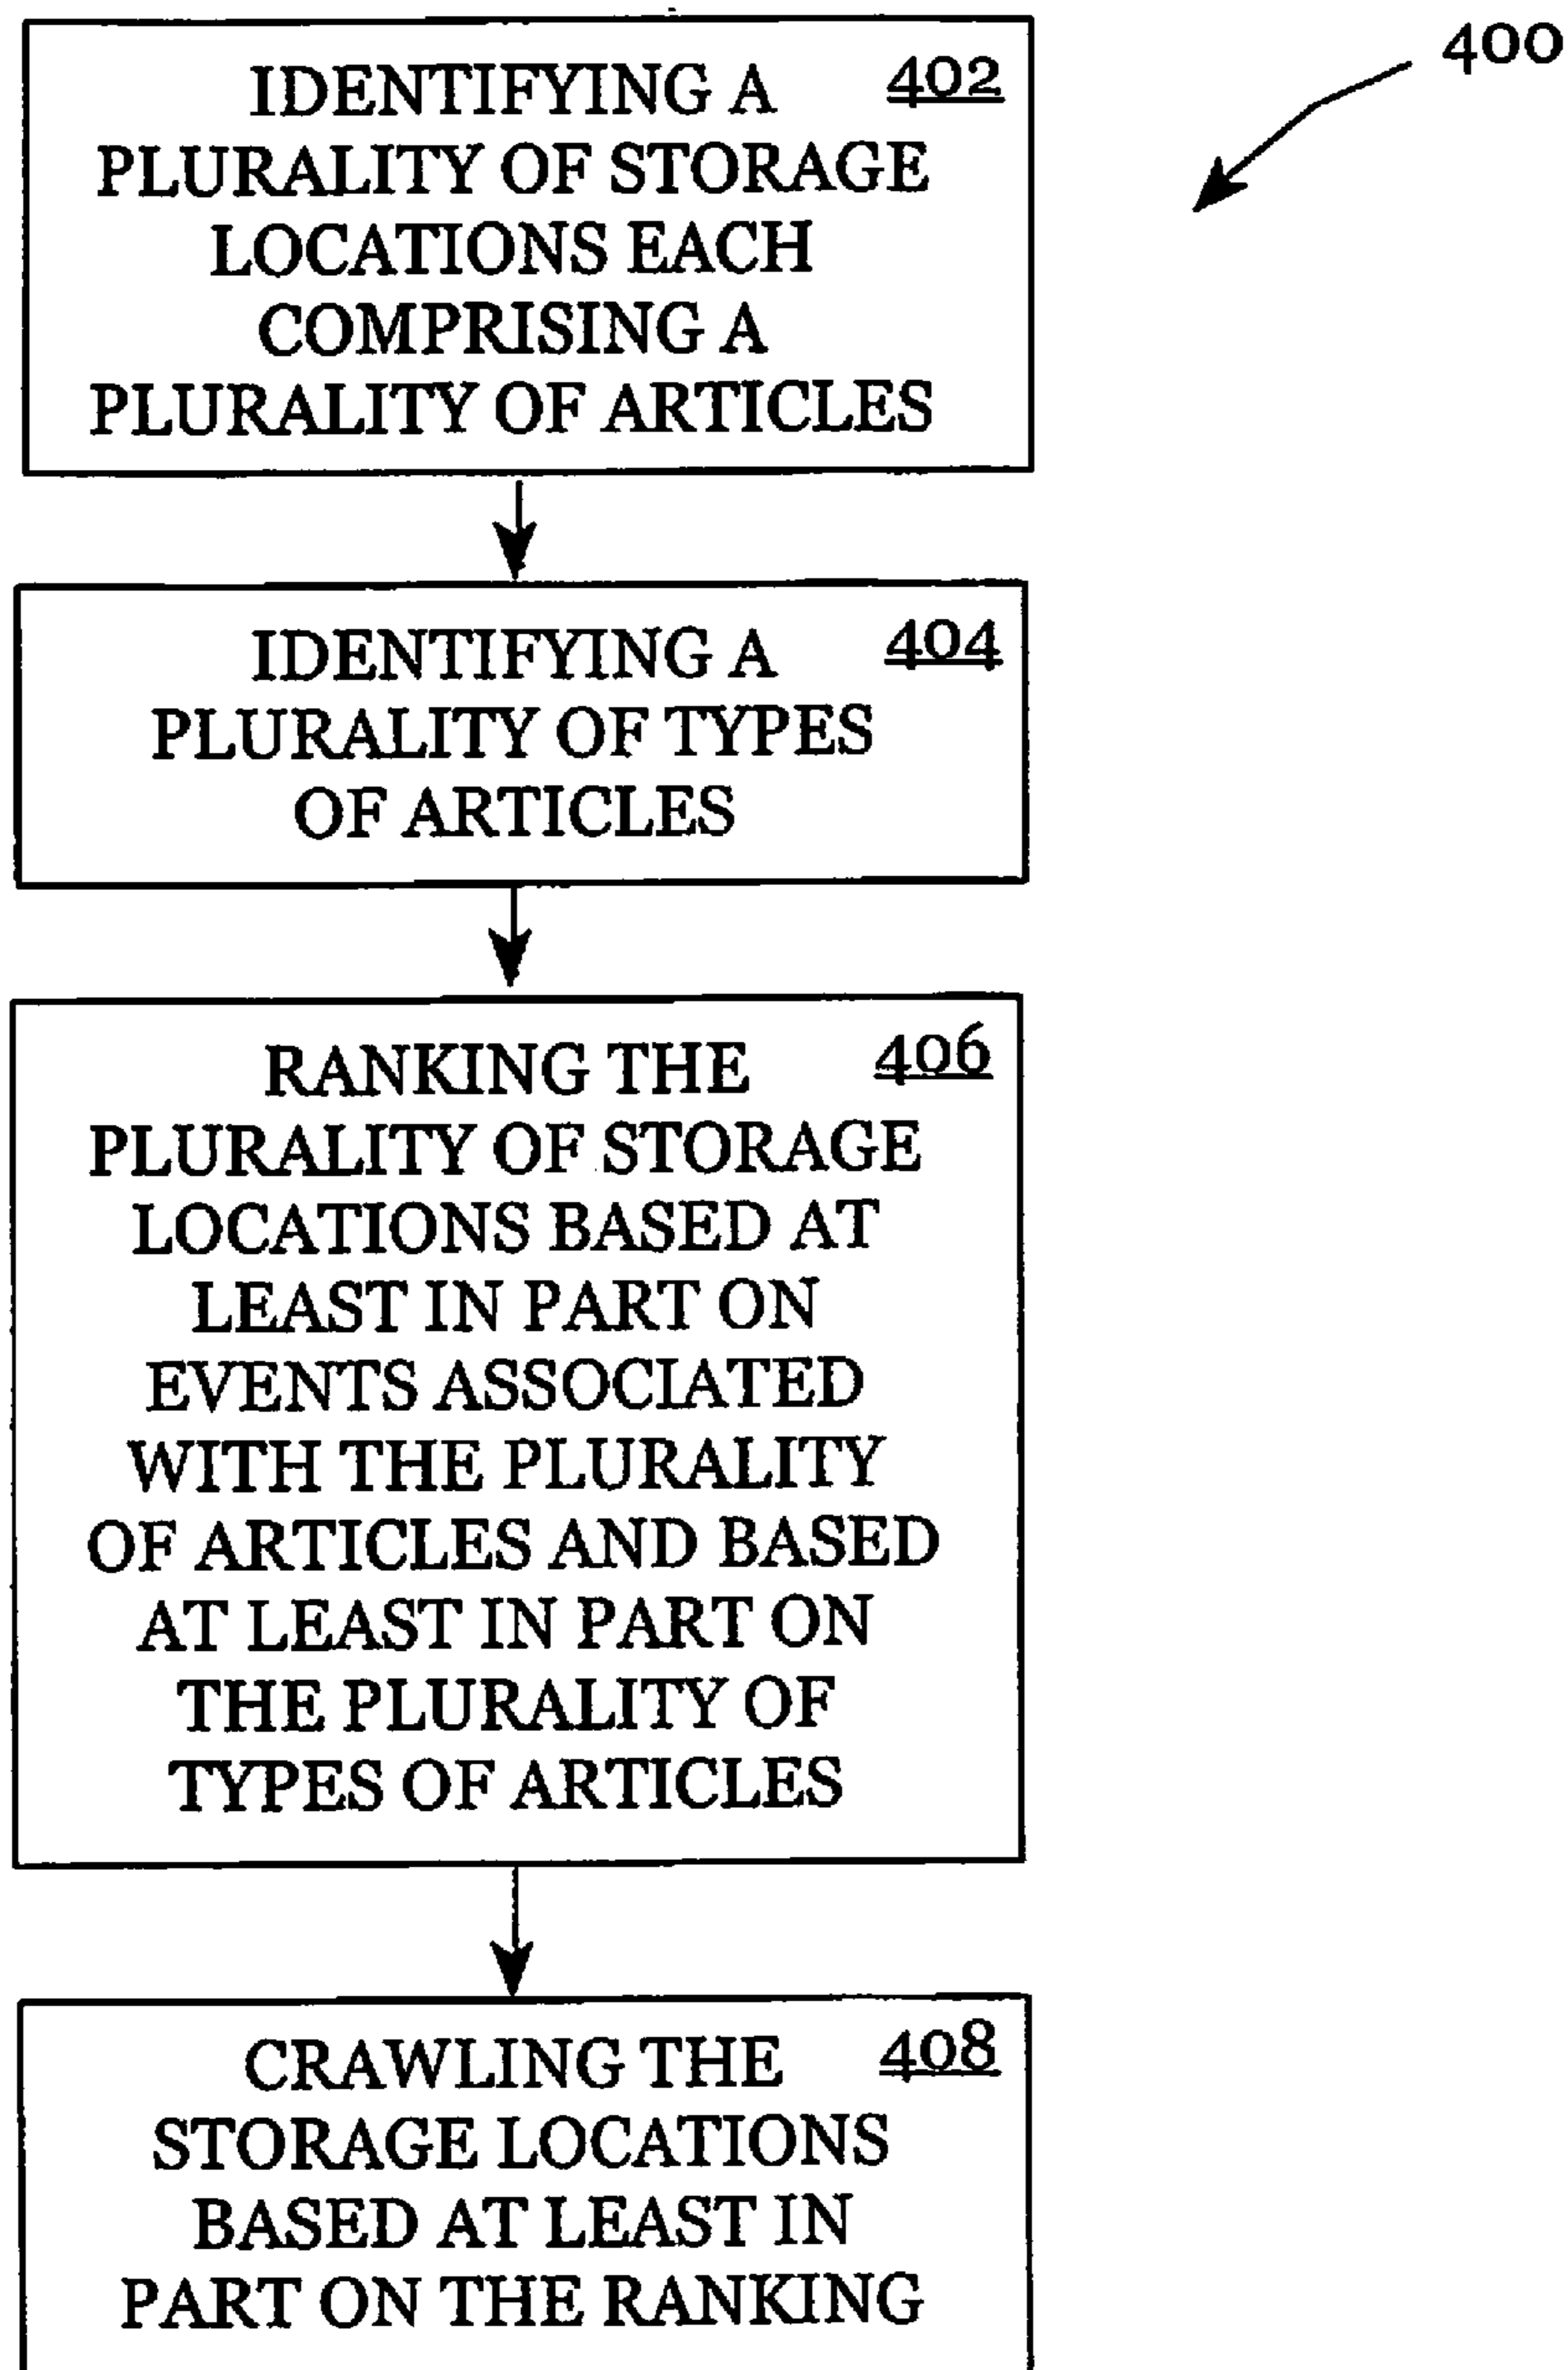 400
IDENTIFYING A 402
PLURALITY OF STORAGE
LOCATIONS EACH
COMPRISING A
PLURALITY OF ARTICLES
IDENTIFYING A 404
PLURALITY OF TYPES
OF ARTICLES
RANKING THE 406
PLURALITY OF STORAGE
LOCATIONS BASED AT
LEAST IN PART ON
EVENTS ASSOCIATED
WITH THE PLURALITY
OF ARTICLES AND BASED
AT LEAST IN PART ON
THE PLURALITY OF
TYPES OF ARTICLES
CRAWLING THE 408
STORAGE LOCATIONS
BASED AT LEAST IN
PART ON THE RANKING